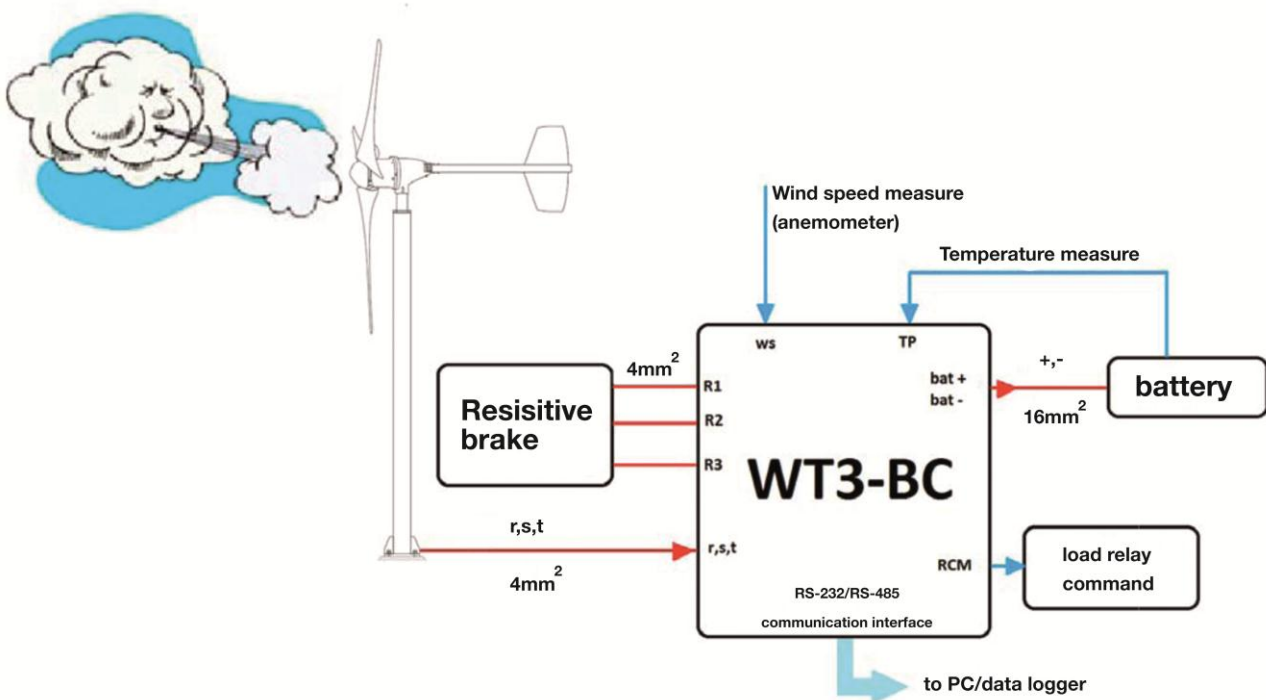 Wind speed measure
(anemometer)
Temperature measure
ws
TP
4mm2
R1
R2
R3
Resisitive
brake
bat +
bat -
+,-
16mm2
battery
WT3-BC
r,s,t
4mm2
r,s,t
RCM
load relay
command
RS-232/RS-485
communication interface
to PC/data logger